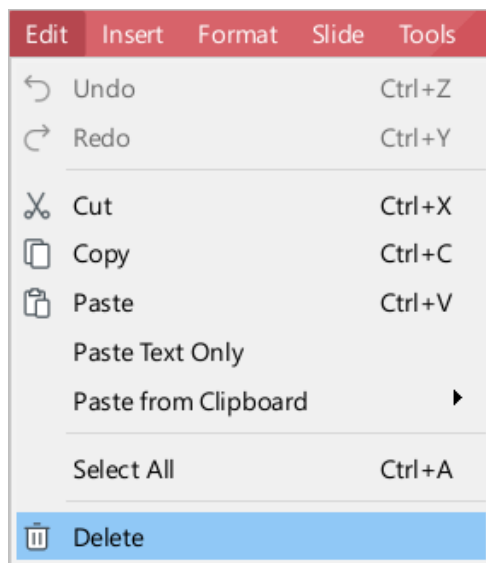 Edit Insert Format Slide Tools
Undo Ctrl+Z
Redo Ctrl+Y
Cut Ctrl+X
Copy Ctrl+C
Paste Ctrl+V
Paste Text Only
Paste from Clipboard
Select All Ctrl+A
Delete